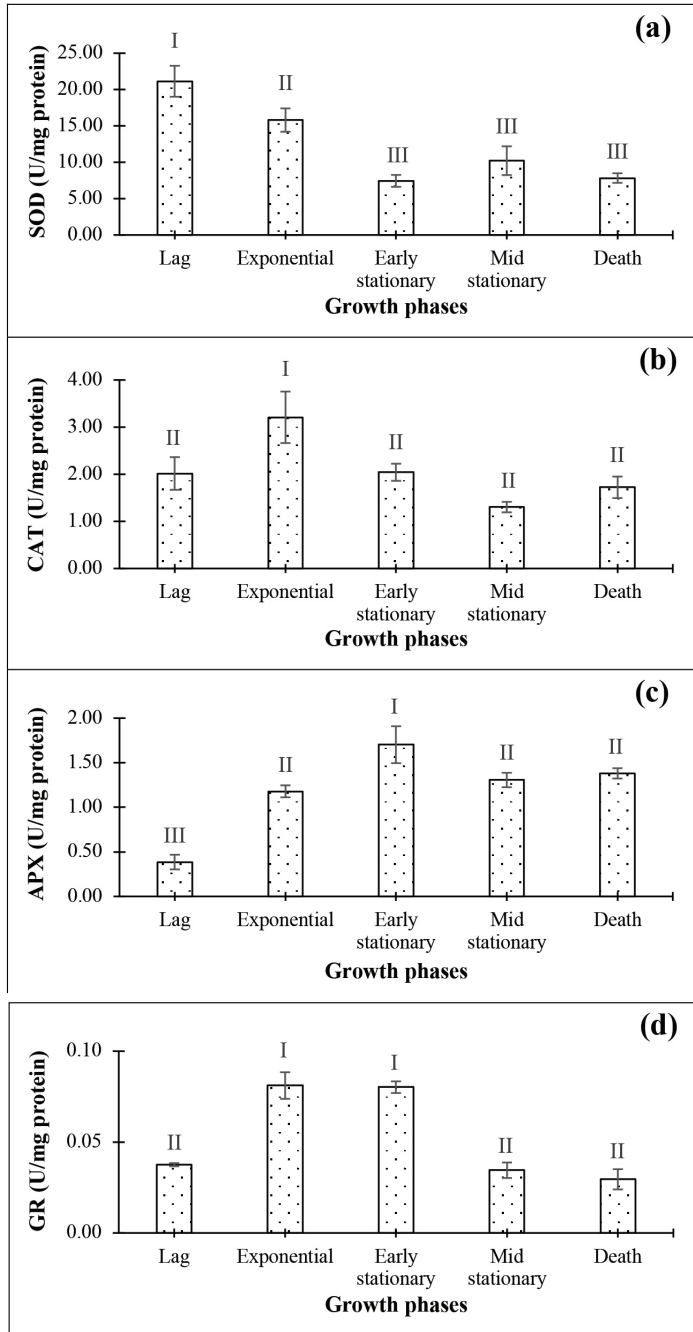 (a)
SOD (U/mg protein)
25.00
20.00
15.00
10.00
5.00
0.00
I
II
III
III
III
Lag
Exponential
Early
stationary
Mid
stationary
Death
Growth phases
(b)
CAT (U/mg protein)
4.00
3.00
2.00
1.00
0.00
II
I
II
II
II
Lag
Exponential
Early
stationary
Mid
stationary
Death
Growth phases
(c)
APX (U/mg protein)
2.00
1.50
1.00
0.50
0.00
III
II
I
II
II
Lag
Exponential
Early
stationary
Mid
stationary
Death
Growth phases
(d)
GR (U/mg protein)
0.10
0.05
0.00
II
I
I
II
II
Lag
Exponential
Early
stationary
Mid
stationary
Death
Growth phases